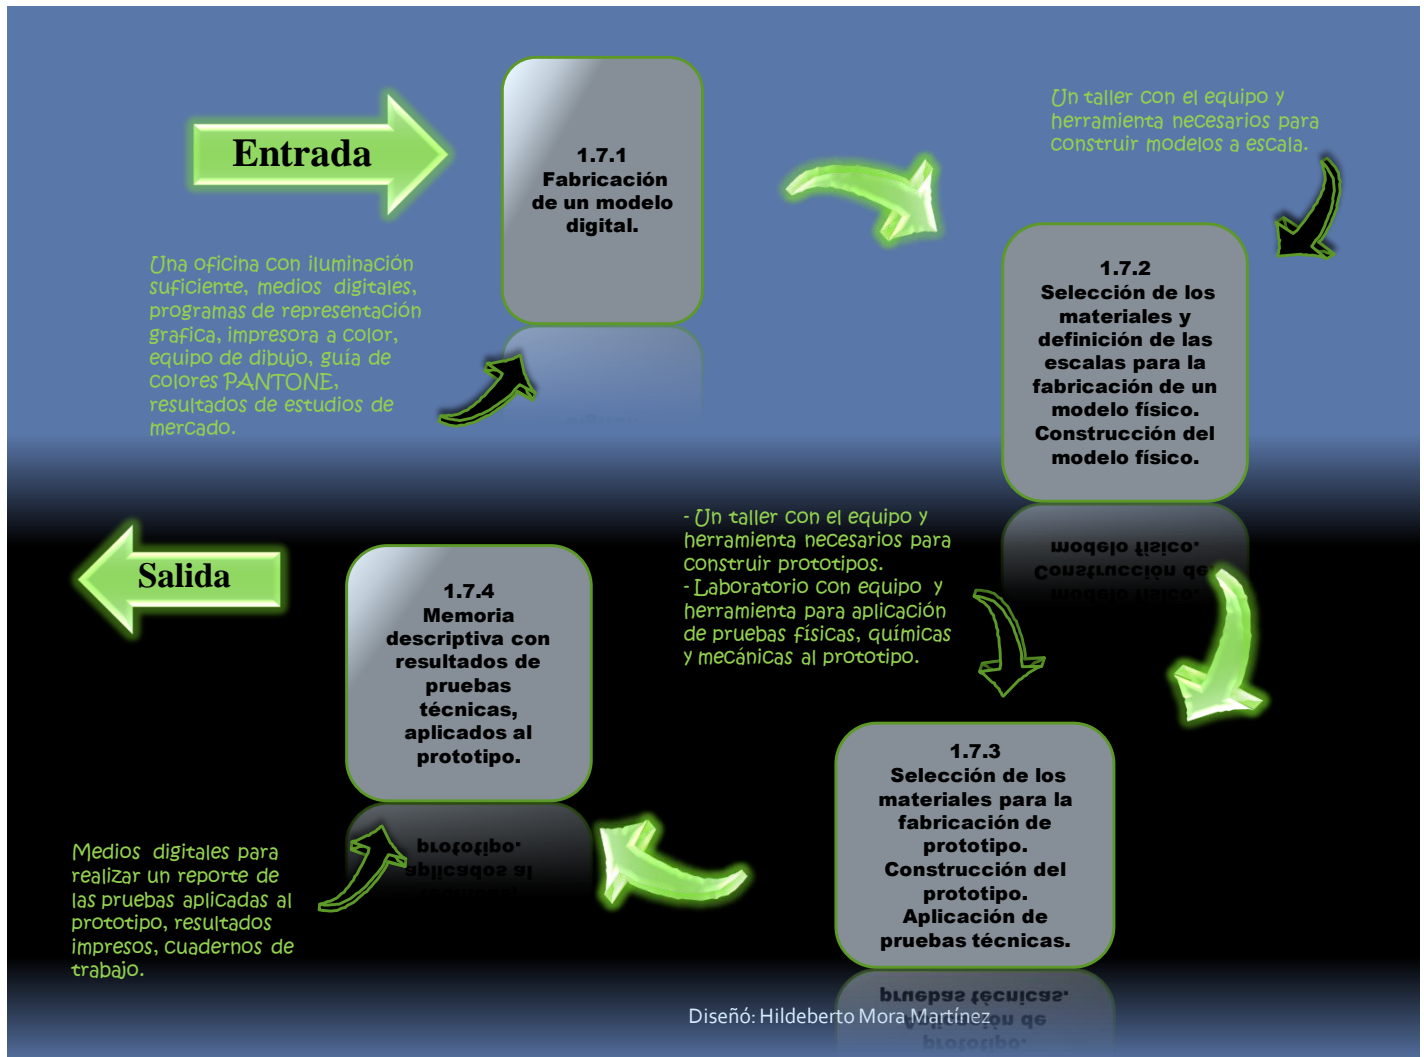 Entrada
1.7.1
Fabricación
de un modelo
digital.
Una oficina con iluminación
suficiente, medios digitales,
programas de representación
grafica, impresora a color,
equipo de dibujo, guía de
colores PANTONE,
resultados de estudios de
mercado.
Un taller con el equipo y
herramienta necesarios para
construir modelos a escala.
1.7.2
Selección de los
materiales y
definición de las
escalas para la
fabricación de un
modelo físico.
Construcción del
modelo físico.
- Un taller con el equipo y
herramienta necesarios para
construir prototipos.
- Laboratorio con equipo y
herramienta para aplicación
de pruebas físicas, químicas
y mecánicas al prototipo.
1.7.3
Selección de los
materiales para la
fabricación de
prototipo.
Construcción del
prototipo.
Aplicación de
pruebas técnicas.
1.7.4
Memoria
descriptiva con
resultados de
pruebas
técnicas,
aplicados al
prototipo.
Medios digitales para
realizar un reporte de
las pruebas aplicadas al
prototipo, resultados
impresos, cuadernos de
trabajo.
Salida
Diseñó: Hildeberto Mora Martínez